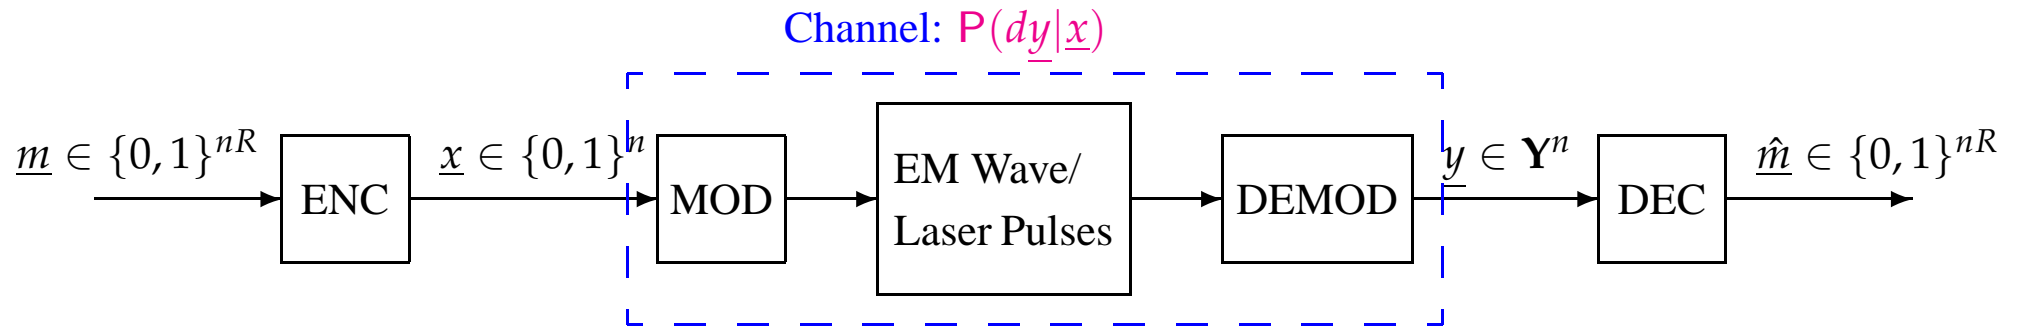 Channel: P(dy|x)
m ∈ {0, 1}^{nR}
ENC
x ∈ {0, 1}^n
MOD
EM Wave/
Laser Pulses
DEMOD
y ∈ Y^n
DEC
m̂ ∈ {0, 1}^{nR}